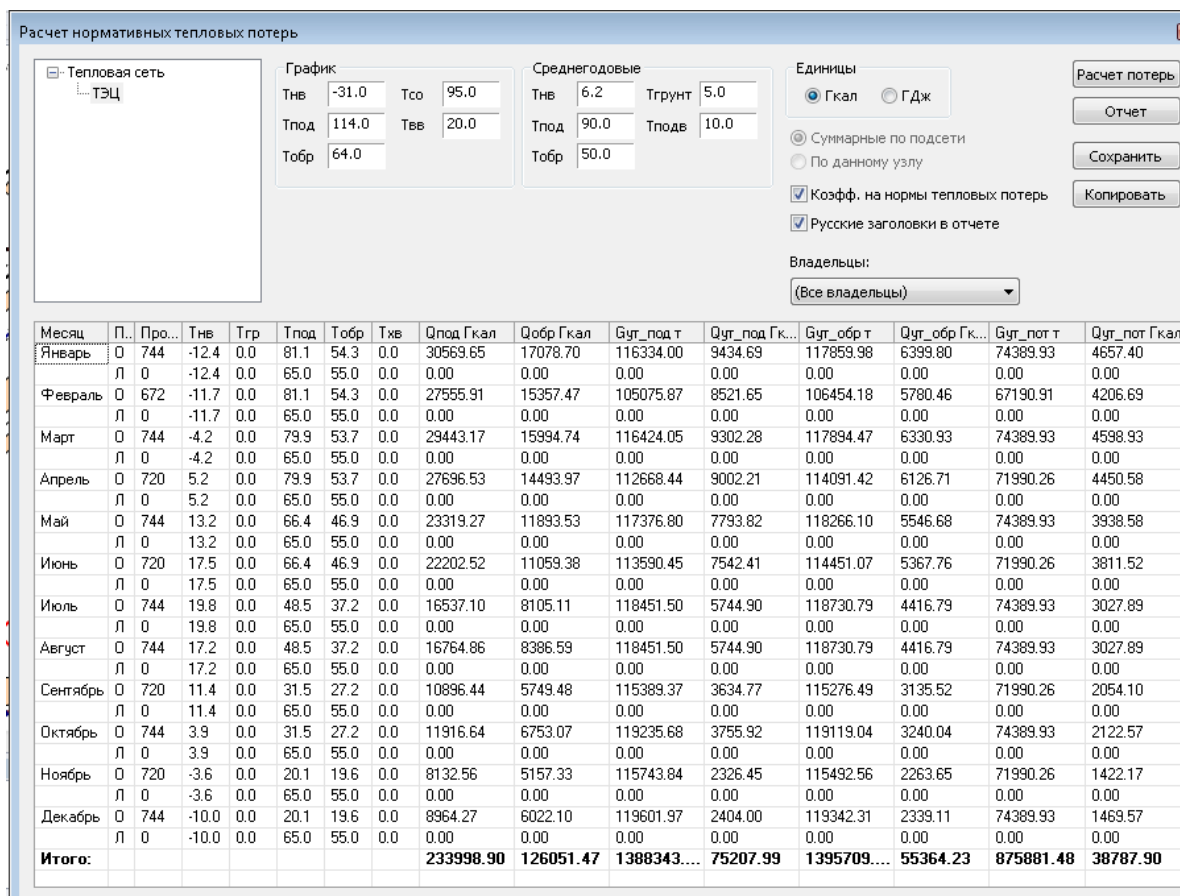 Расчет нормативных тепловых потерь
Тепловая сеть
ТЭЦ
График
Тнв -31.0 Тсо 95.0
Тпод 114.0 Твв 20.0
Тобр 64.0
Среднегодовые
Тнв 6.2 Тгрунт 5.0
Тпод 90.0 Тподв 10.0
Тобр 50.0
Единицы
Гкал ГДж
Суммарные по подсети
По данному узлу
Коэфф. на нормы тепловых потерь
Русские заголовки в отчете
Владельцы:
(Все владельцы)
Расчет потерь
Отчет
Сохранить
Копировать
Месяц П.. Про... Тнв Тгр Тпод Тобр Тхв Qпод Гкал Qобр Гкал Gут_под т Qут_под Гк... Gут_обр т Qут_обр Гк... Gут_пот т Qут_пот Гкал
Январь О 744 -12.4 0.0 81.1 54.3 0.0 30569.65 17078.70 116334.00 9434.69 117859.98 6399.80 74389.93 4657.40
Л 0 -12.4 0.0 65.0 55.0 0.0 0.00 0.00 0.00 0.00 0.00 0.00 0.00 0.00
Февраль О 672 -11.7 0.0 81.1 54.3 0.0 27555.91 15357.47 105075.87 8521.65 106454.18 5780.46 67190.91 4206.69
Л 0 -11.7 0.0 65.0 55.0 0.0 0.00 0.00 0.00 0.00 0.00 0.00 0.00 0.00
Март О 744 -4.2 0.0 79.9 53.7 0.0 29443.17 15994.74 116424.05 9302.28 117894.47 6330.93 74389.93 4598.93
Л 0 -4.2 0.0 65.0 55.0 0.0 0.00 0.00 0.00 0.00 0.00 0.00 0.00 0.00
Апрель О 720 5.2 0.0 79.9 53.7 0.0 27696.53 14493.97 112668.44 9002.21 114091.42 6126.71 71990.26 4450.58
Л 0 5.2 0.0 65.0 55.0 0.0 0.00 0.00 0.00 0.00 0.00 0.00 0.00 0.00
Май О 744 13.2 0.0 66.4 46.9 0.0 23319.27 11893.53 117376.80 7793.82 118266.10 5546.68 74389.93 3938.58
Л 0 13.2 0.0 65.0 55.0 0.0 0.00 0.00 0.00 0.00 0.00 0.00 0.00 0.00
Июнь О 720 17.5 0.0 66.4 46.9 0.0 22202.52 11059.38 113590.45 7542.41 114451.07 5367.76 71990.26 3811.52
Л 0 17.5 0.0 65.0 55.0 0.0 0.00 0.00 0.00 0.00 0.00 0.00 0.00 0.00
Июль О 744 19.8 0.0 48.5 37.2 0.0 16537.10 8105.11 118451.50 5744.90 118730.79 4416.79 74389.93 3027.89
Л 0 19.8 0.0 65.0 55.0 0.0 0.00 0.00 0.00 0.00 0.00 0.00 0.00 0.00
Август О 744 17.2 0.0 48.5 37.2 0.0 16764.86 8386.59 118451.50 5744.90 118730.79 4416.79 74389.93 3027.89
Л 0 17.2 0.0 65.0 55.0 0.0 0.00 0.00 0.00 0.00 0.00 0.00 0.00 0.00
Сентябрь О 720 11.4 0.0 31.5 27.2 0.0 10896.44 5749.48 115389.37 3634.77 115276.49 3135.52 71990.26 2054.10
Л 0 11.4 0.0 65.0 55.0 0.0 0.00 0.00 0.00 0.00 0.00 0.00 0.00 0.00
Октябрь О 744 3.9 0.0 31.5 27.2 0.0 11916.64 6753.07 119235.68 3755.92 119119.04 3240.04 74389.93 2122.57
Л 0 3.9 0.0 65.0 55.0 0.0 0.00 0.00 0.00 0.00 0.00 0.00 0.00 0.00
Ноябрь О 720 -3.6 0.0 20.1 19.6 0.0 8132.56 5157.33 115743.84 2326.45 115492.56 2263.65 71990.26 1422.17
Л 0 -3.6 0.0 65.0 55.0 0.0 0.00 0.00 0.00 0.00 0.00 0.00 0.00 0.00
Декабрь О 744 -10.0 0.0 20.1 19.6 0.0 8964.27 6022.10 119601.97 2404.00 119342.31 2339.11 74389.93 1469.57
Л 0 -10.0 0.0 65.0 55.0 0.0 0.00 0.00 0.00 0.00 0.00 0.00 0.00 0.00
Итого: 233998.90 126051.47 1388343.... 75207.99 1395709.... 55364.23 875881.48 38787.90